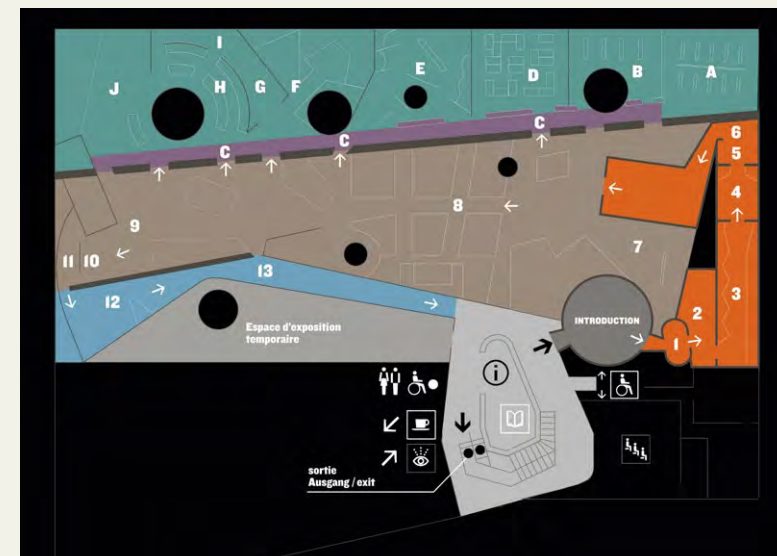 I
J
H
G
F
E
D
B
A
C
C
C
6
5
4
3
2
1
7
8
9
11
10
12
13
INTRODUCTION
Espace d'exposition
temporaire
i
sortie
Ausgang / exit